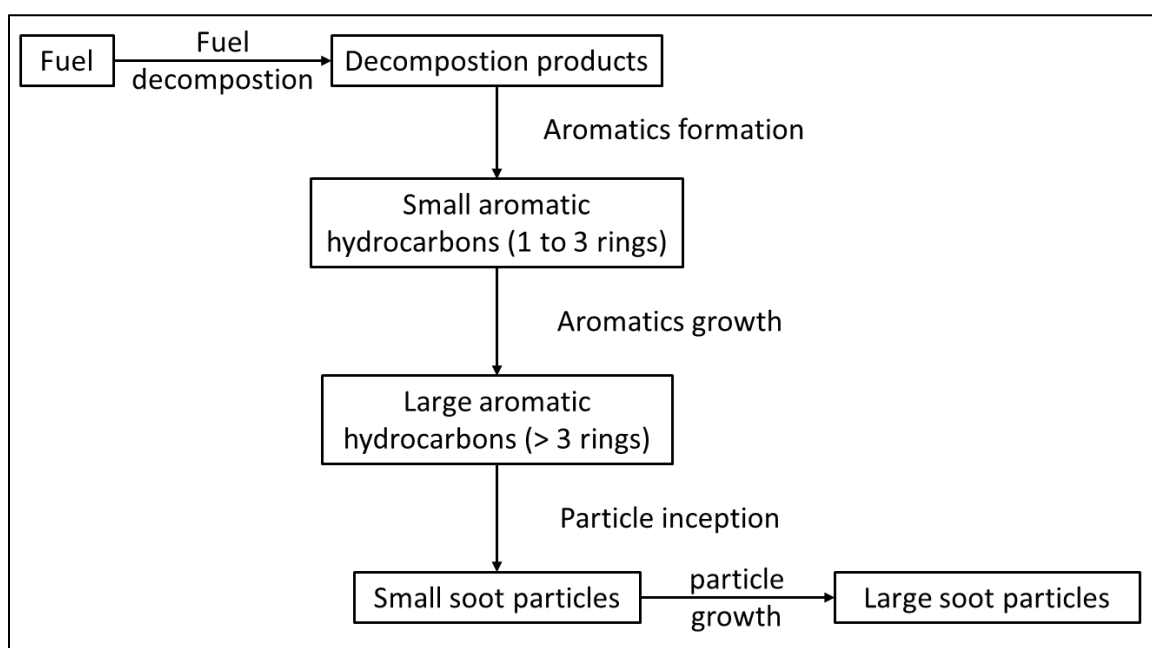 Fuel
Fuel
decompostion
Decompostion products
Aromatics formation
Small aromatic
hydrocarbons (1 to 3 rings)
Aromatics growth
Large aromatic
hydrocarbons (> 3 rings)
Particle inception
Small soot particles
particle
growth
Large soot particles